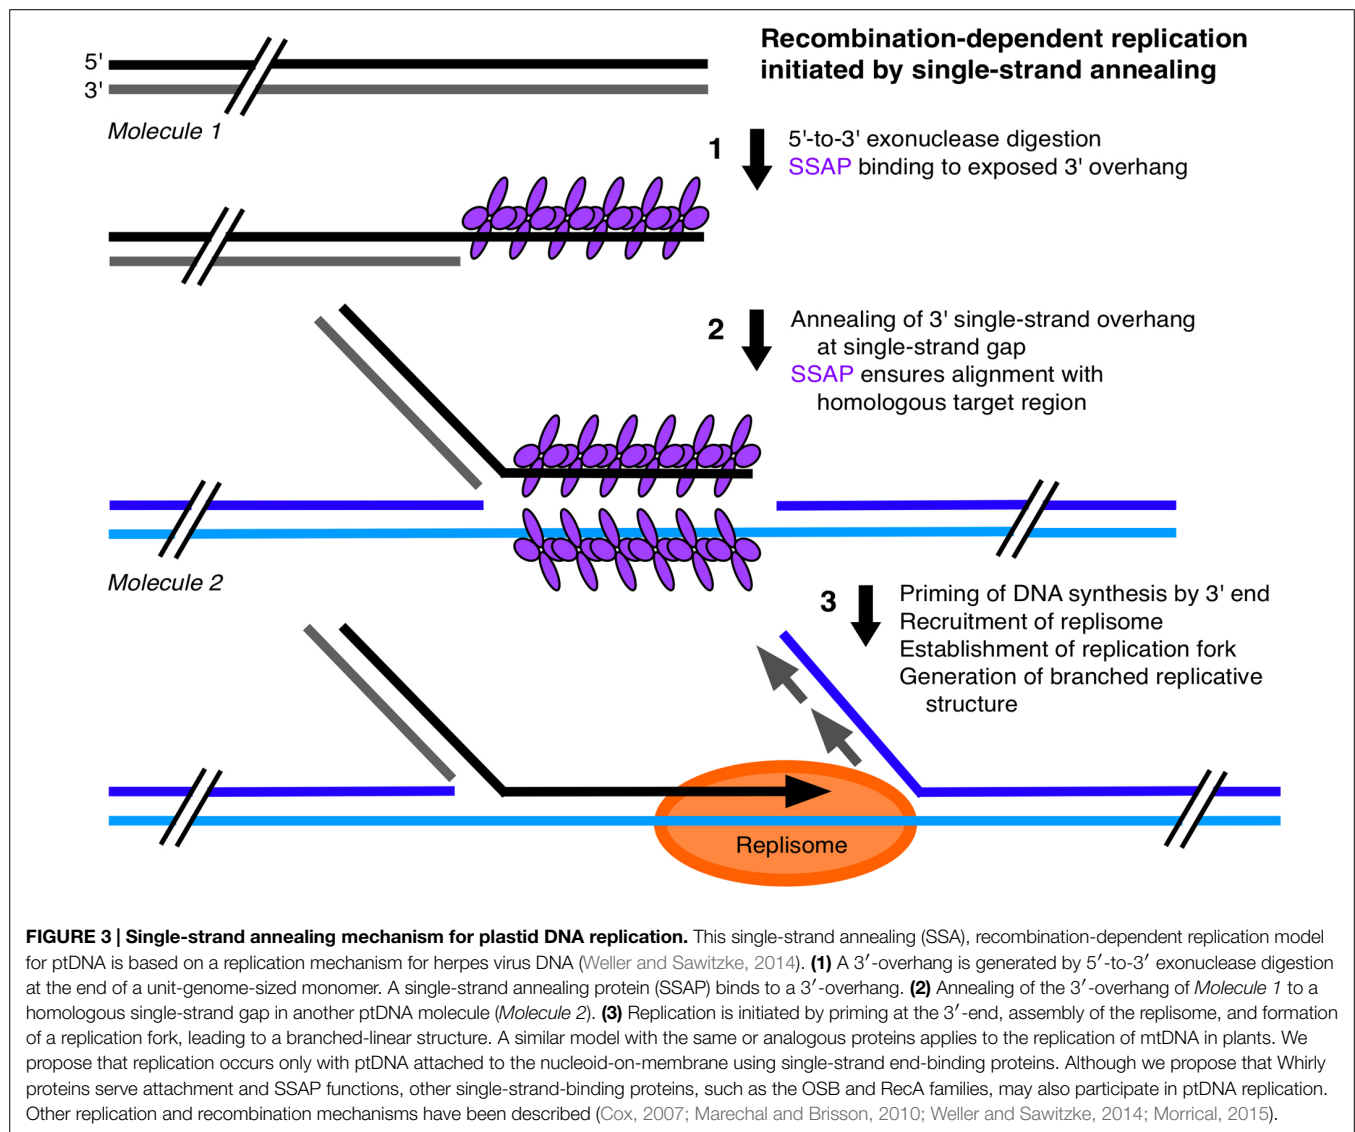 Recombination-dependent replication
initiated by single-strand annealing
5'
3'
Molecule 1
1
5'-to-3' exonuclease digestion
SSAP binding to exposed 3' overhang
2
Annealing of 3' single-strand overhang
at single-strand gap
SSAP ensures alignment with
homologous target region
Molecule 2
3
Priming of DNA synthesis by 3' end
Recruitment of replisome
Establishment of replication fork
Generation of branched replicative
structure
Replisome
FIGURE 3 | Single-strand annealing mechanism for plastid DNA replication. This single-strand annealing (SSA), recombination-dependent replication model
for ptDNA is based on a replication mechanism for herpes virus DNA (Weller and Sawitzke, 2014). (1) A 3′-overhang is generated by 5′-to-3′ exonuclease digestion
at the end of a unit-genome-sized monomer. A single-strand annealing protein (SSAP) binds to a 3′-overhang. (2) Annealing of the 3′-overhang of Molecule 1 to a
homologous single-strand gap in another ptDNA molecule (Molecule 2). (3) Replication is initiated by priming at the 3′-end, assembly of the replisome, and formation
of a replication fork, leading to a branched-linear structure. A similar model with the same or analogous proteins applies to the replication of mtDNA in plants. We
propose that replication occurs only with ptDNA attached to the nucleoid-on-membrane using single-strand end-binding proteins. Although we propose that Whirly
proteins serve attachment and SSAP functions, other single-strand-binding proteins, such as the OSB and RecA families, may also participate in ptDNA replication.
Other replication and recombination mechanisms have been described (Cox, 2007; Marechal and Brisson, 2010; Weller and Sawitzke, 2014; Morrical, 2015).